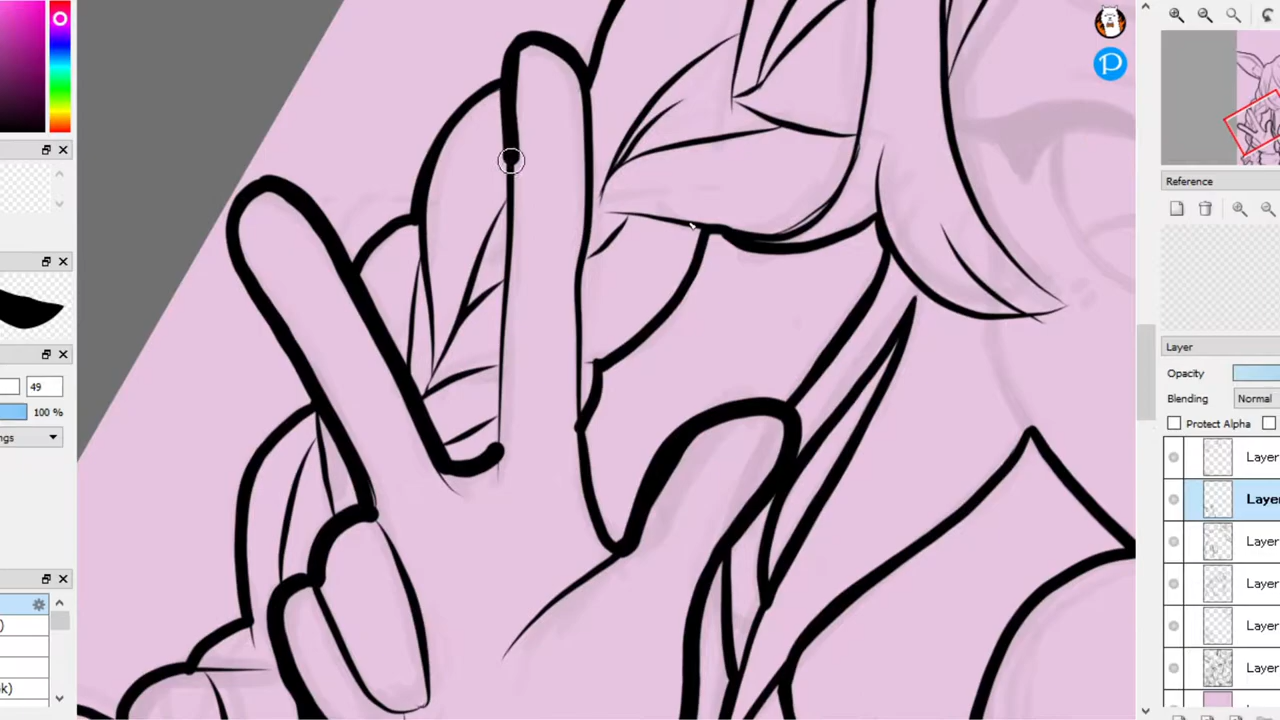 Reference
49
100 %
ngs
Layer
Opacity
Blending
Normal
Protect Alpha
Layer
Layer
Layer
Layer
Layer
Layer